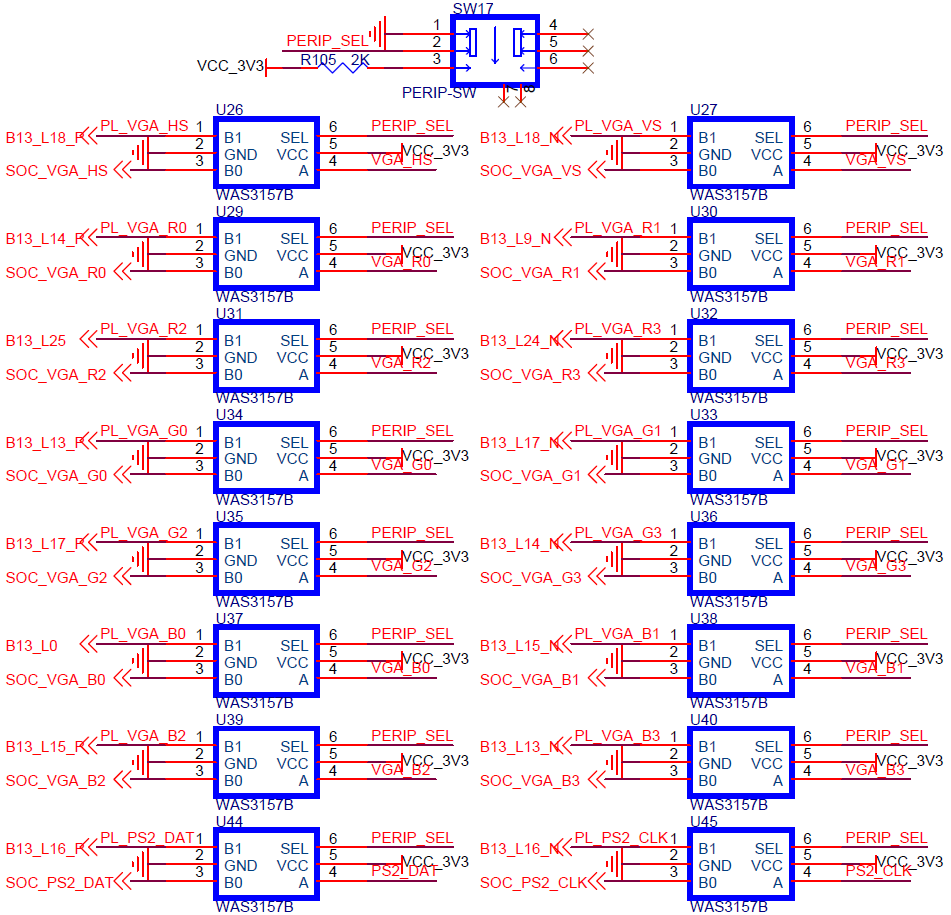 SW17
1 4
PERIP_SEL 2 5
R105 2K 3 6
VCC_3V3
PERIP-SW 7 8
U26 U27
B13_L18_P PL_VGA_HS 1 B1 SEL 6 PERIP_SEL B13_L18_N PL_VGA_VS 1 B1 SEL 6 PERIP_SEL
2 GND VCC 5 VCC_3V3 2 GND VCC 5 VCC_3V3
SOC_VGA_HS 3 B0 A 4 VGA_HS SOC_VGA_VS 3 B0 A 4 VGA_VS
WAS3157B WAS3157B
U29 U30
B13_L14_P PL_VGA_R0 1 B1 SEL 6 PERIP_SEL B13_L9_N PL_VGA_R1 1 B1 SEL 6 PERIP_SEL
2 GND VCC 5 VCC_3V3 2 GND VCC 5 VCC_3V3
SOC_VGA_R0 3 B0 A 4 VGA_R0 SOC_VGA_R1 3 B0 A 4 VGA_R1
WAS3157B WAS3157B
U31 U32
B13_L25 PL_VGA_R2 1 B1 SEL 6 PERIP_SEL B13_L24_N PL_VGA_R3 1 B1 SEL 6 PERIP_SEL
2 GND VCC 5 VCC_3V3 2 GND VCC 5 VCC_3V3
SOC_VGA_R2 3 B0 A 4 VGA_R2 SOC_VGA_R3 3 B0 A 4 VGA_R3
WAS3157B WAS3157B
U34 U33
B13_L13_P PL_VGA_G0 1 B1 SEL 6 PERIP_SEL B13_L17_N PL_VGA_G1 1 B1 SEL 6 PERIP_SEL
2 GND VCC 5 VCC_3V3 2 GND VCC 5 VCC_3V3
SOC_VGA_G0 3 B0 A 4 VGA_G0 SOC_VGA_G1 3 B0 A 4 VGA_G1
WAS3157B WAS3157B
U35 U36
B13_L17_P PL_VGA_G2 1 B1 SEL 6 PERIP_SEL B13_L14_N PL_VGA_G3 1 B1 SEL 6 PERIP_SEL
2 GND VCC 5 VCC_3V3 2 GND VCC 5 VCC_3V3
SOC_VGA_G2 3 B0 A 4 VGA_G2 SOC_VGA_G3 3 B0 A 4 VGA_G3
WAS3157B WAS3157B
U37 U38
B13_L0 PL_VGA_B0 1 B1 SEL 6 PERIP_SEL B13_L15_N PL_VGA_B1 1 B1 SEL 6 PERIP_SEL
2 GND VCC 5 VCC_3V3 2 GND VCC 5 VCC_3V3
SOC_VGA_B0 3 B0 A 4 VGA_B0 SOC_VGA_B1 3 B0 A 4 VGA_B1
WAS3157B WAS3157B
U39 U40
B13_L15_P PL_VGA_B2 1 B1 SEL 6 PERIP_SEL B13_L13_N PL_VGA_B3 1 B1 SEL 6 PERIP_SEL
2 GND VCC 5 VCC_3V3 2 GND VCC 5 VCC_3V3
SOC_VGA_B2 3 B0 A 4 VGA_B2 SOC_VGA_B3 3 B0 A 4 VGA_B3
WAS3157B WAS3157B
U44 U45
B13_L16_P PL_PS2_DAT 1 B1 SEL 6 PERIP_SEL B13_L16_N PL_PS2_CLK 1 B1 SEL 6 PERIP_SEL
2 GND VCC 5 VCC_3V3 2 GND VCC 5 VCC_3V3
SOC_PS2_DAT 3 B0 A 4 PS2_DAT SOC_PS2_CLK 3 B0 A 4 PS2_CLK
WAS3157B WAS3157B